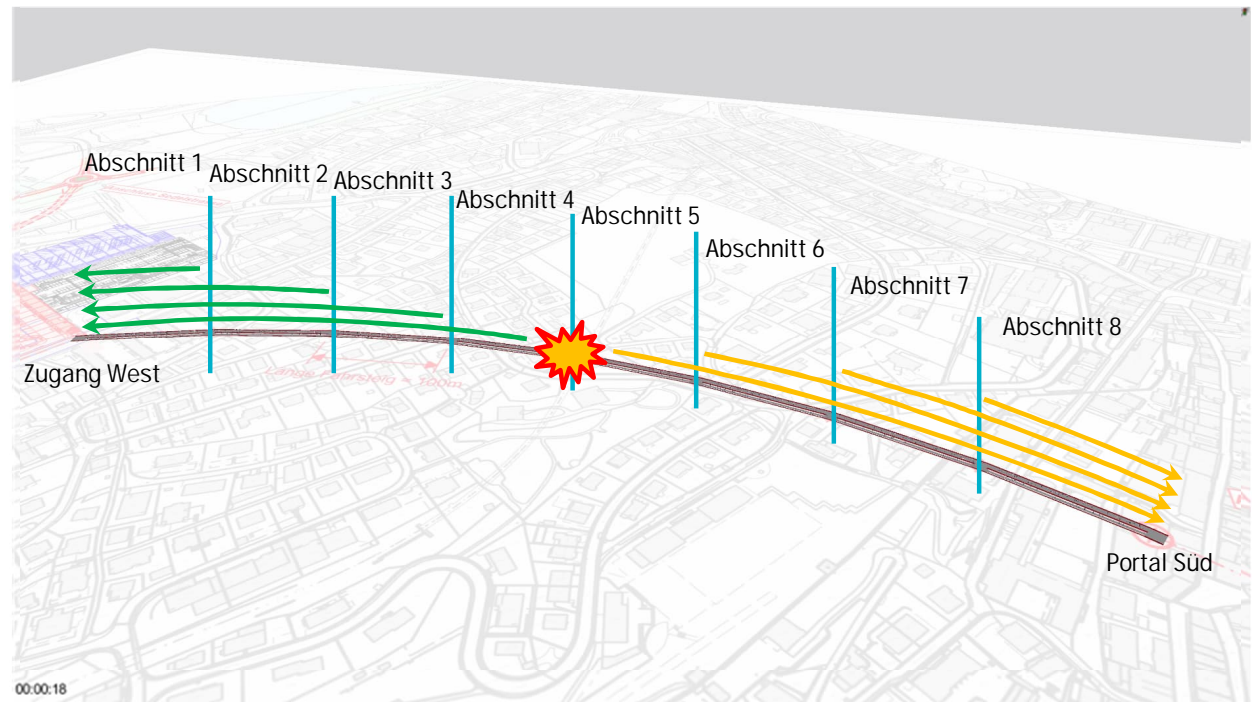 Abschnitt 1
Abschnitt 2
Abschnitt 3
Abschnitt 4
Abschnitt 5
Abschnitt 6
Abschnitt 7
Abschnitt 8
Zugang West
= 100m
Portal Süd
00:00:18